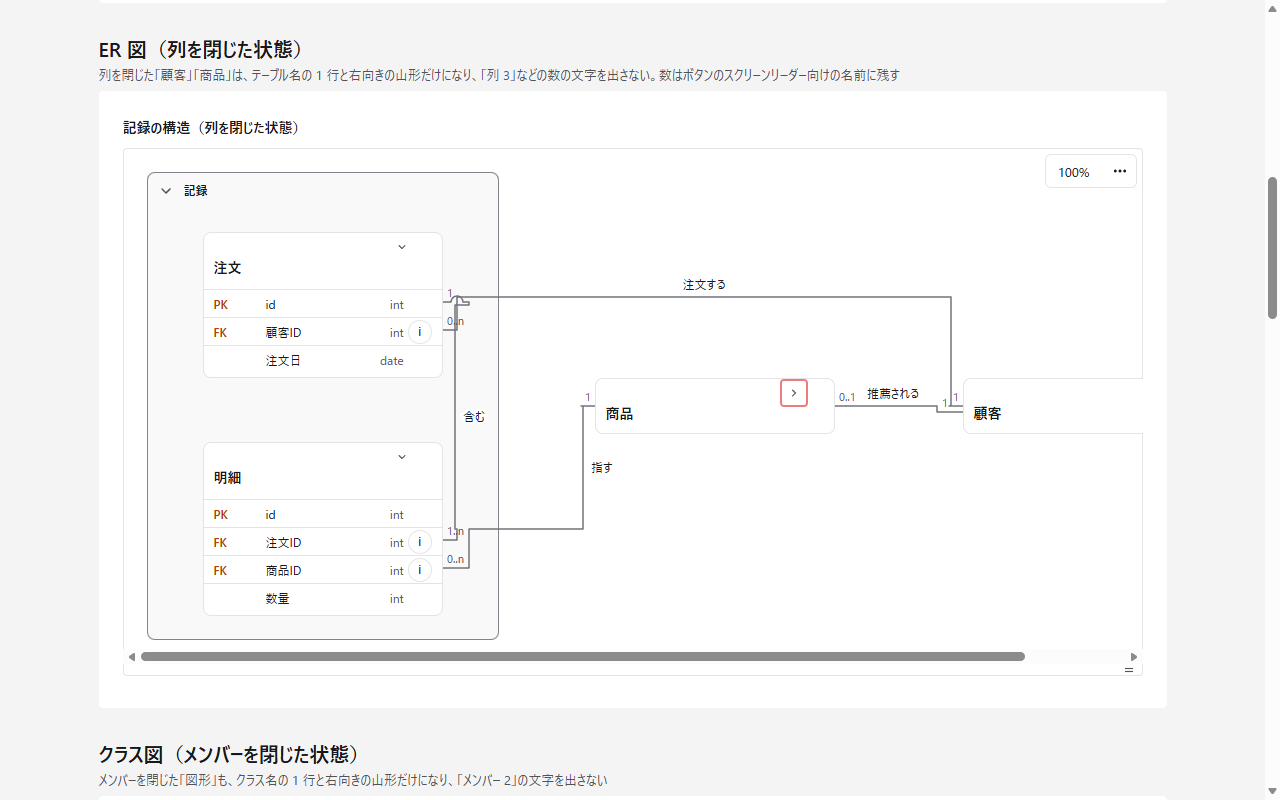 ER 図（列を閉じた状態）
列を閉じた「顧客」「商品」は、テーブル名の 1 行と右向きの山形だけになり、「列 3」などの数の文字を出さない。数はボタンのスクリーンリーダー向けの名前に残す
記録の構造（列を閉じた状態）
100%
記録
注文
PK id int
FK 顧客ID int i
注文日 date
1
0..n
注文する
含む
明細
PK id int
FK 注文ID int i
FK 商品ID int i
数量 int
1..n
0..n
指す
1
商品
0..1
推薦される
1
1
顧客
クラス図（メンバーを閉じた状態）
メンバーを閉じた「図形」も、クラス名の 1 行と右向きの山形だけになり、「メンバー 2」の文字を出さない